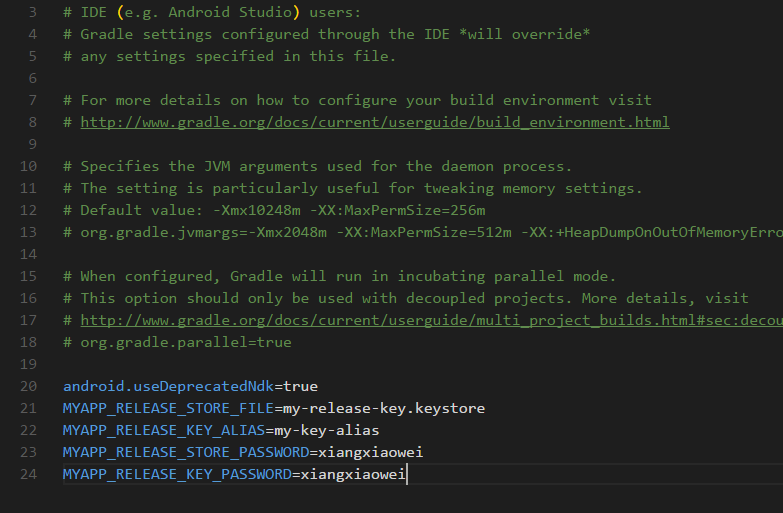 3 # IDE (e.g. Android Studio) users:
4 # Gradle settings configured through the IDE *will override*
5 # any settings specified in this file.
6
7 # For more details on how to configure your build environment visit
8 # http://www.gradle.org/docs/current/userguide/build_environment.html
9
10 # Specifies the JVM arguments used for the daemon process.
11 # The setting is particularly useful for tweaking memory settings.
12 # Default value: -Xmx10248m -XX:MaxPermSize=256m
13 # org.gradle.jvmargs=-Xmx2048m -XX:MaxPermSize=512m -XX:+HeapDumpOnOutOfMemoryErro
14
15 # When configured, Gradle will run in incubating parallel mode.
16 # This option should only be used with decoupled projects. More details, visit
17 # http://www.gradle.org/docs/current/userguide/multi_project_builds.html#sec:decou
18 # org.gradle.parallel=true
19
20 android.useDeprecatedNdk=true
21 MYAPP_RELEASE_STORE_FILE=my-release-key.keystore
22 MYAPP_RELEASE_KEY_ALIAS=my-key-alias
23 MYAPP_RELEASE_STORE_PASSWORD=xiangxiaowei
24 MYAPP_RELEASE_KEY_PASSWORD=xiangxiaowei